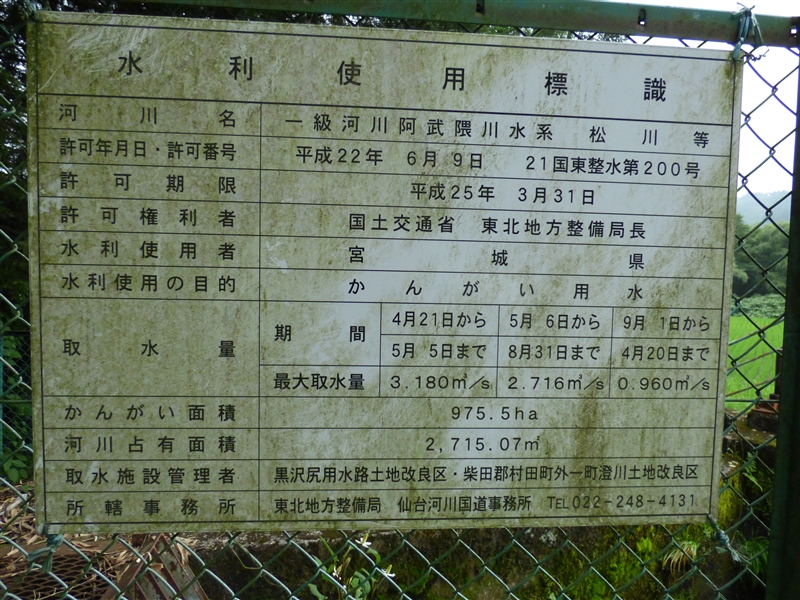 水利使用標識
河川名 一級河川阿武隈川水系 松川等
許可年月日・許可番号 平成22年 6月 9日 21国東整水第200号
許可期限 平成25年 3月31日
許可権利者 国土交通省 東北地方整備局長
水利使用者 宮城県
水利使用の目的 かんがい用水
取水量 期間 4月21日から 5月 6日から 9月 1日から
5月 5日まで 8月31日まで 4月20日まで
最大取水量 3.180㎥/s 2.716㎥/s 0.960㎥/s
かんがい面積 975.5ha
河川占有面積 2,715.07㎡
取水施設管理者 黒沢尻用水路土地改良区・柴田郡村田町外一町澄川土地改良区
所轄事務所 東北地方整備局 仙台河川国道事務所 TEL022-248-4131